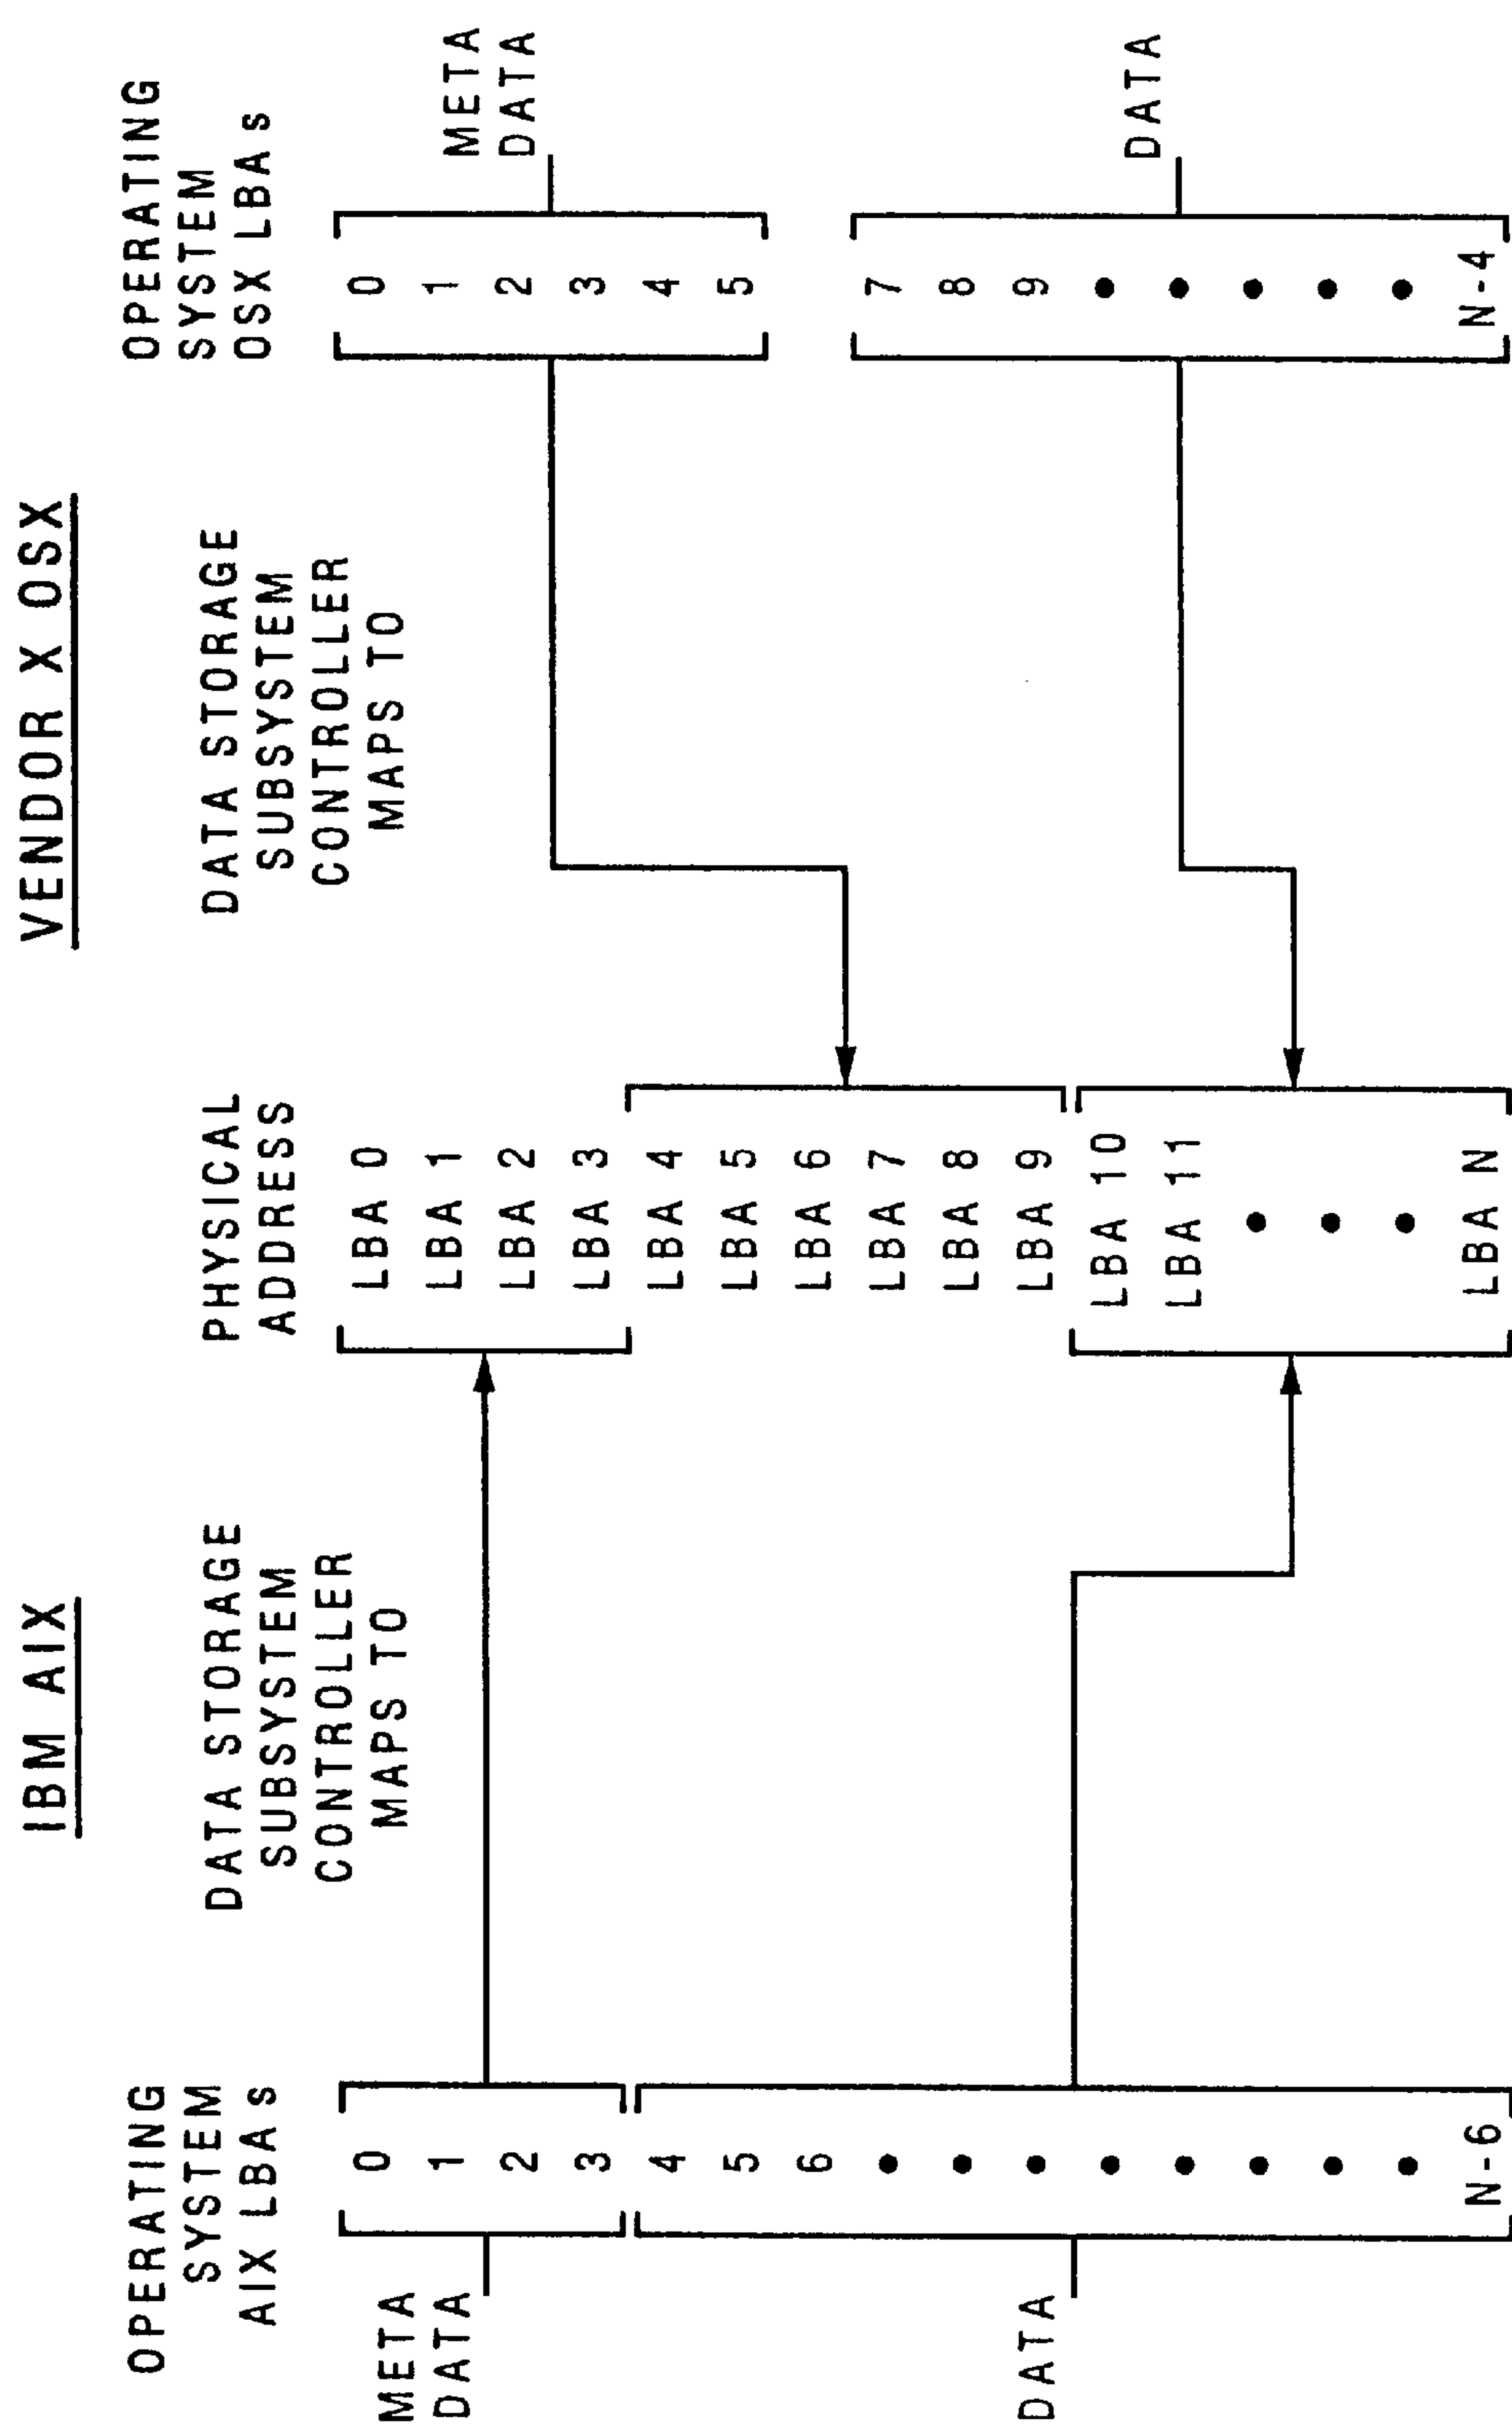 IBM AIX
VENDOR X OSX
OPERATING
SYSTEM
AIX LBAs
DATA STORAGE
SUBSYSTEM
CONTROLLER
MAPS TO
PHYSICAL
ADDRESS
DATA STORAGE
SUBSYSTEM
CONTROLLER
MAPS TO
OPERATING
SYSTEM
OSX LBAs
META
DATA
0
1
2
3
4
5
6
N-6
DATA
LBA 0
LBA 1
LBA 2
LBA 3
LBA 4
LBA 5
LBA 6
LBA 7
LBA 8
LBA 9
LBA 10
LBA 11
LBA N
0
1
2
3
4
5
7
8
9
N-4
META
DATA
DATA